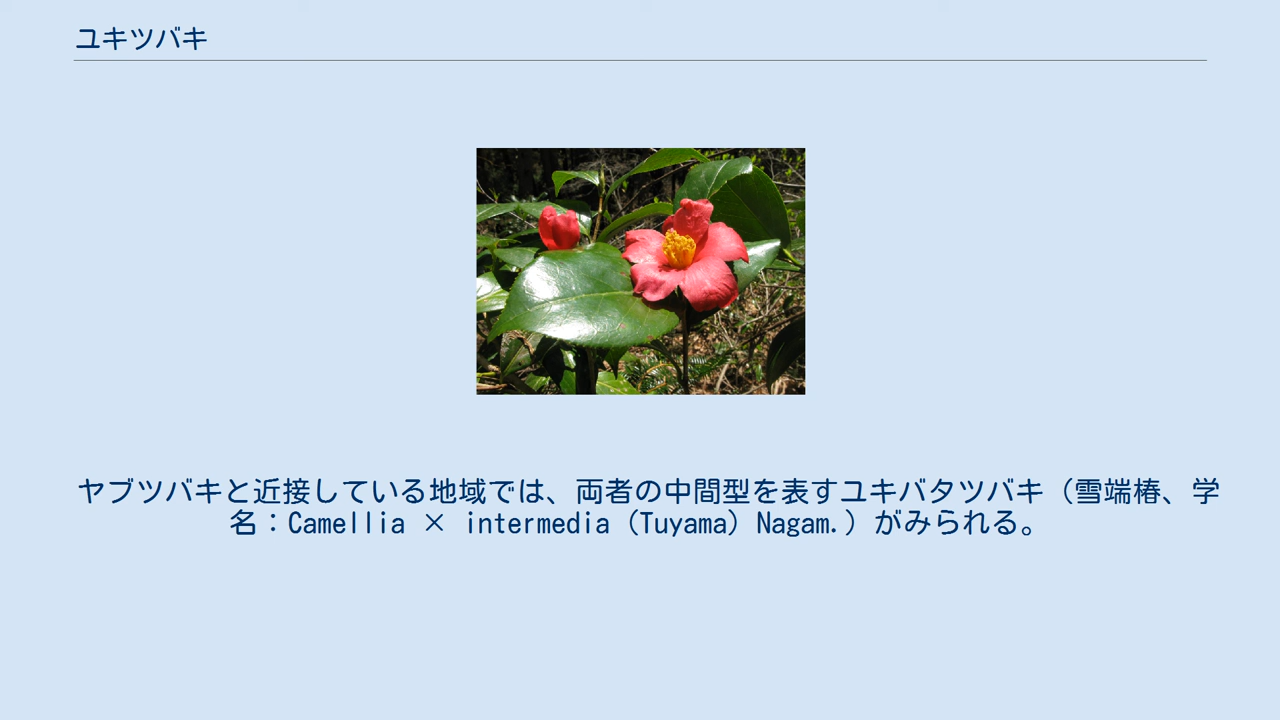 ユキツバキ
ヤブツバキと近接している地域では、両者の中間型を表すユキバタツバキ（雪端椿、学
名：Camellia × intermedia（Tuyama）Nagam.）がみられる。